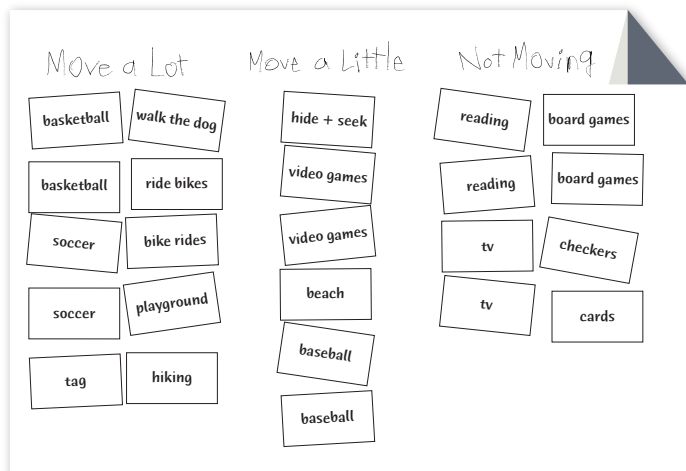 Move a Lot
basketball
walk the dog
basketball
ride bikes
soccer
bike rides
soccer
playground
tag
hiking
Move a Little
hide + seek
video games
video games
beach
baseball
baseball
Not Moving
reading
board games
reading
board games
tv
checkers
tv
cards